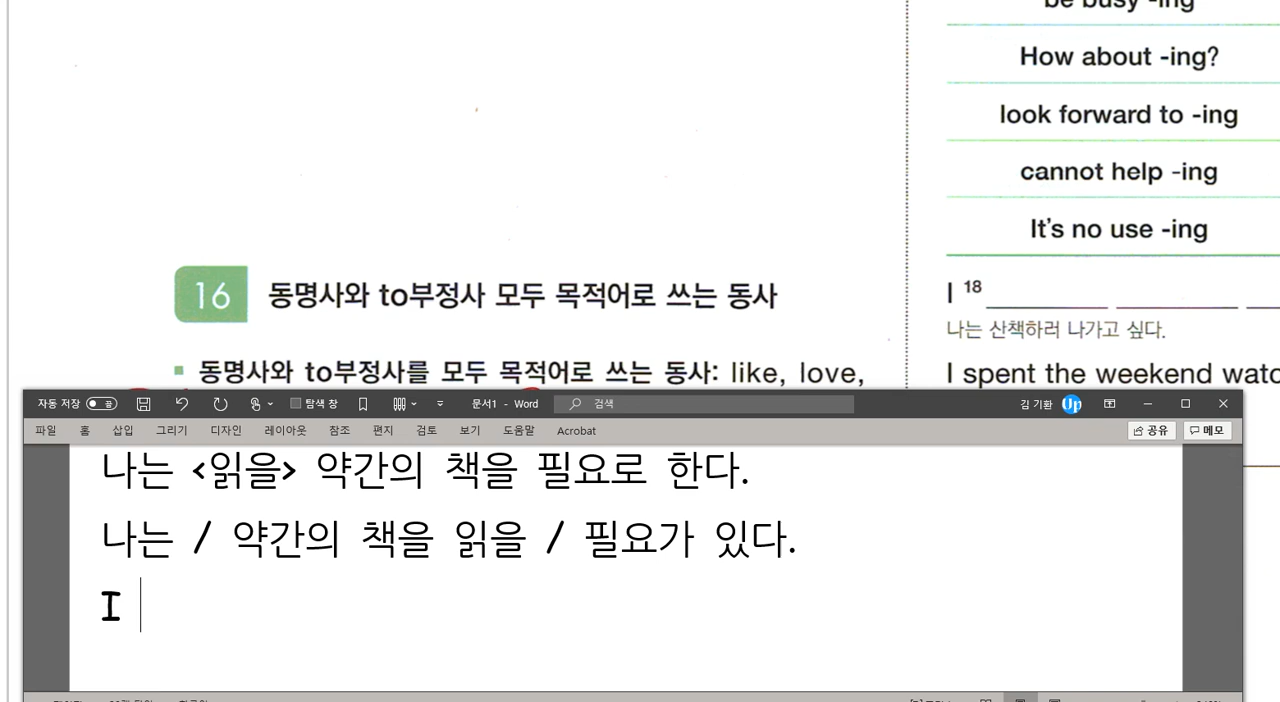 be busy -ing
How about -ing?
look forward to -ing
cannot help -ing
It's no use -ing
16 동명사와 to부정사 모두 목적어로 쓰는 동사
I 18
나는 산책하러 나가고 싶다.
동명사와 to부정사를 모두 목적어로 쓰는 동사: like, love,
I spent the weekend watc
자동 저장 끔 탐색 창 문서1 - Word 검색 김 기환 Up
파일 홈 삽입 그리기 디자인 레이아웃 참조 편지 검토 보기 도움말 Acrobat 공유 메모
나는 <읽을> 약간의 책을 필요로 한다.
나는 / 약간의 책을 읽을 / 필요가 있다.
I